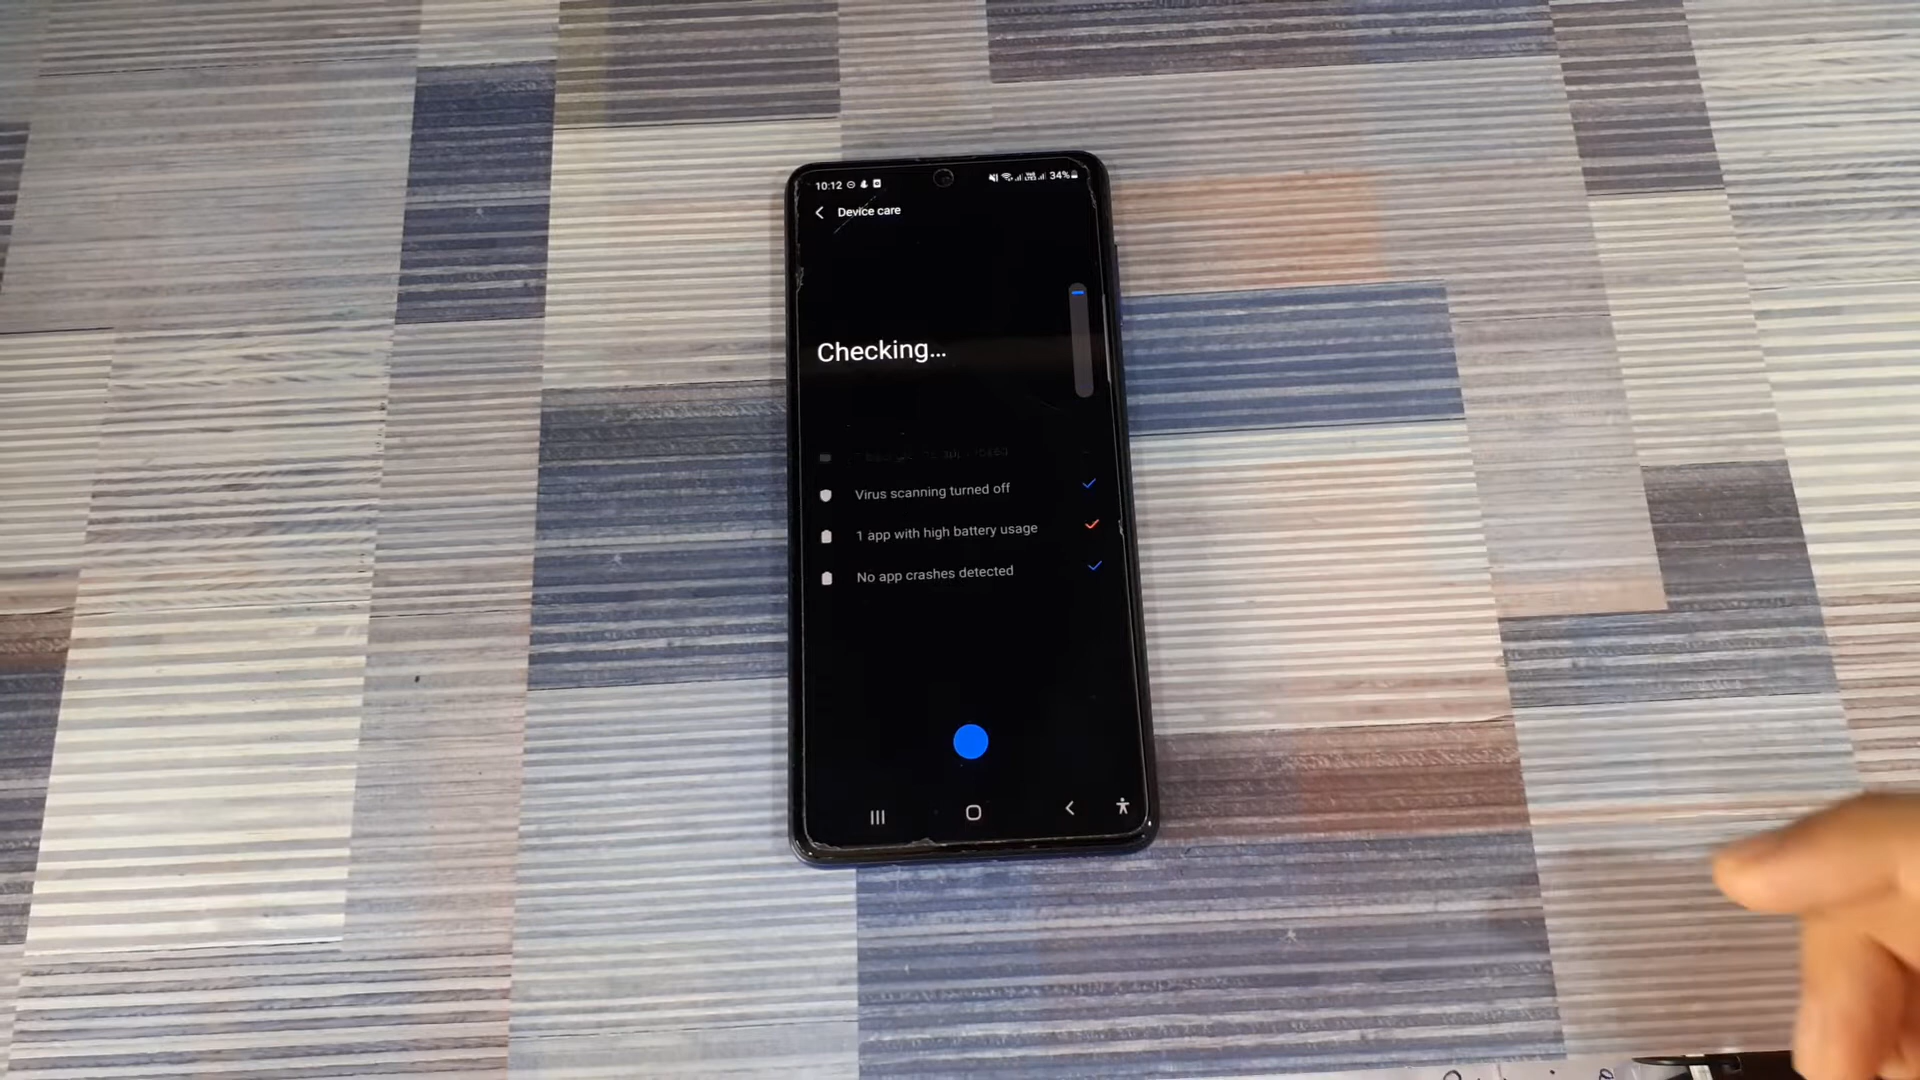 10:12
34%
Device care
Checking...
Virus scanning turned off
1 app with high battery usage
No app crashes detected